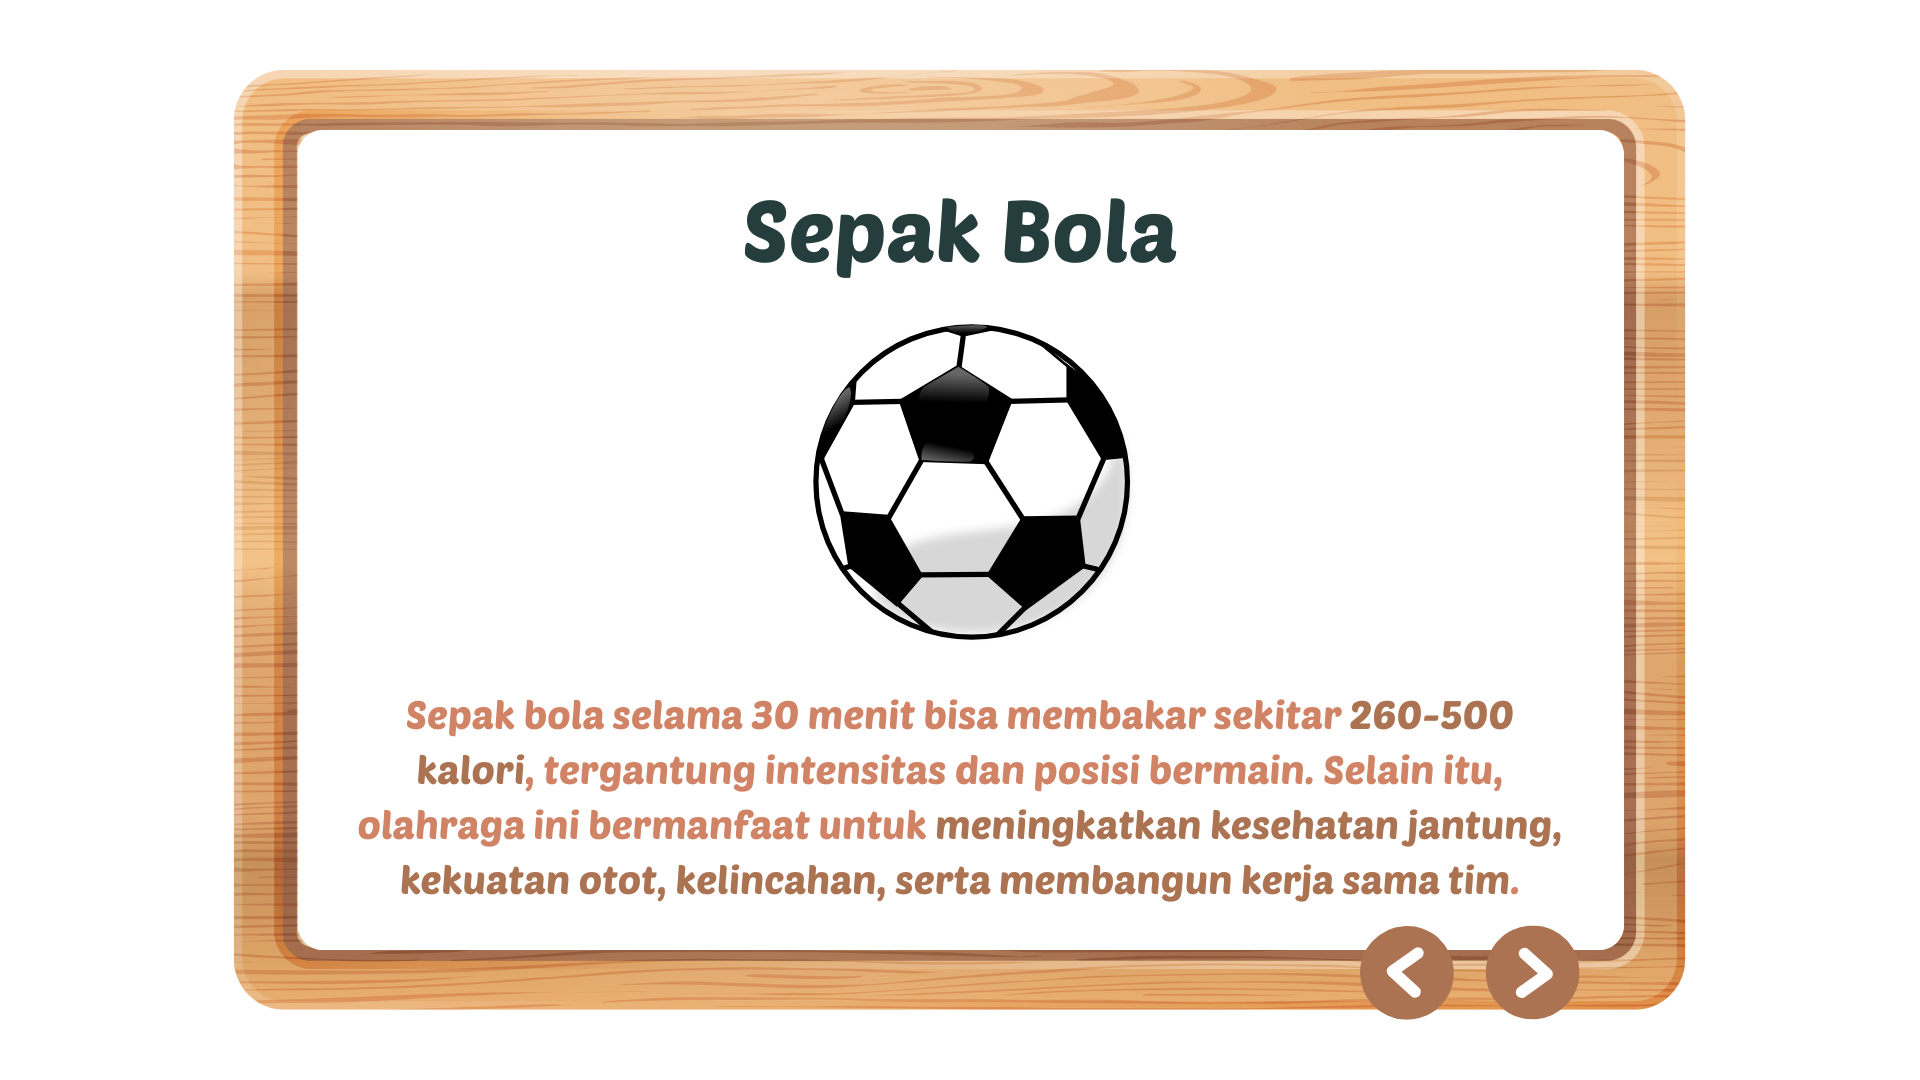 Sepak Bola
Sepak bola selama 30 menit bisa membakar sekitar 260-500
kalori, tergantung intensitas dan posisi bermain. Selain itu,
olahraga ini bermanfaat untuk meningkatkan kesehatan jantung,
kekuatan otot, kelincahan, serta membangun kerja sama tim.